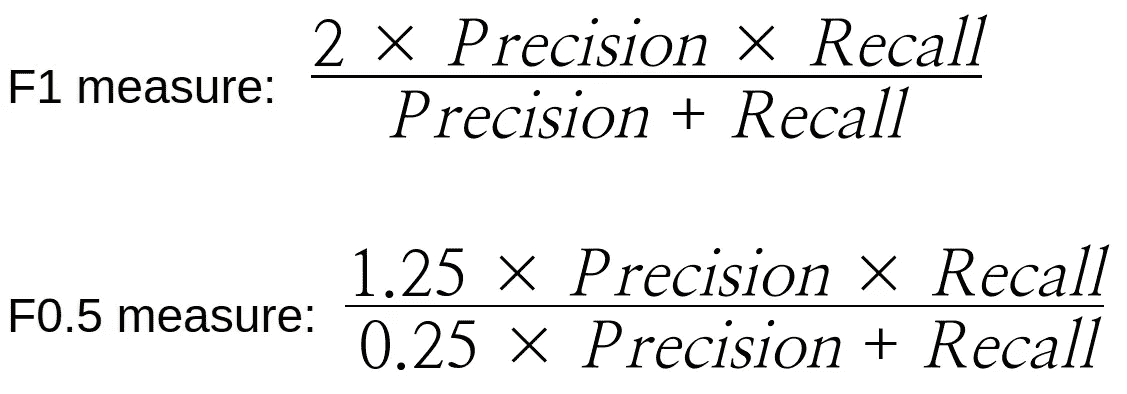 2 × Precision × Recall
F1 measure:
Precision + Recall
1.25 × Precision × Recall
F0.5 measure:
0.25 × Precision + Recall